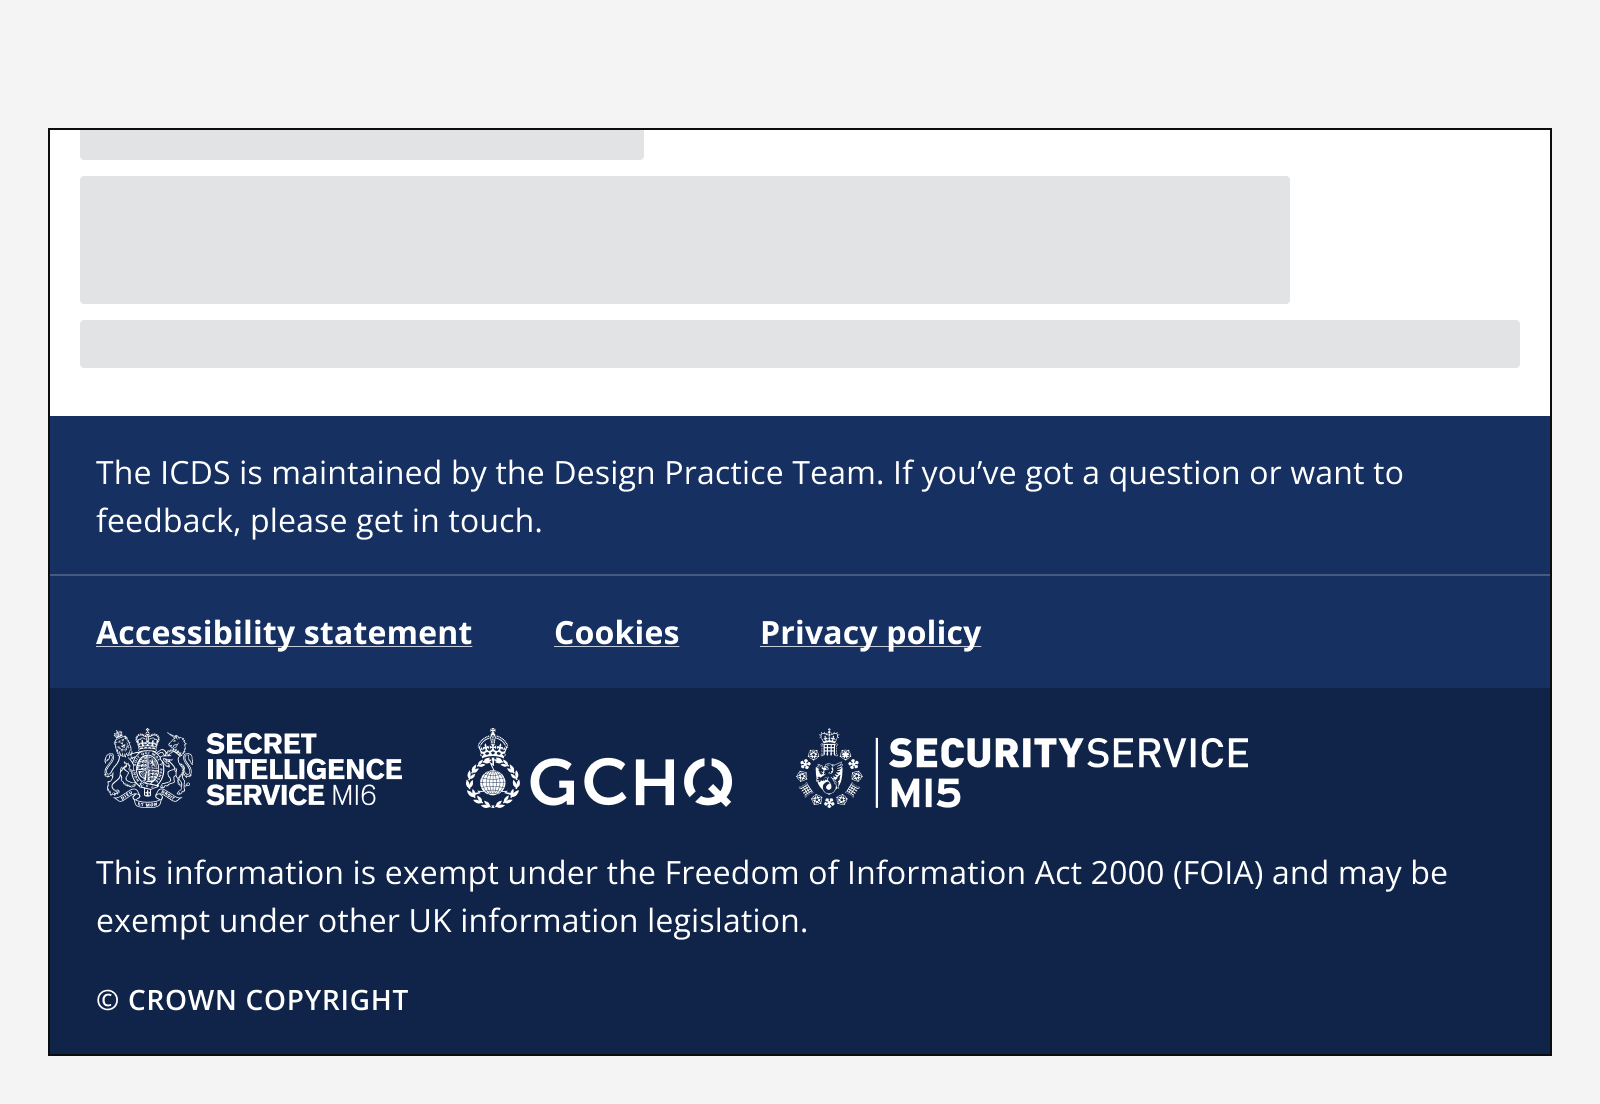 The ICDS is maintained by the Design Practice Team. If you’ve got a question or want to
feedback, please get in touch.
Accessibility statement Cookies Privacy policy
SECRET
INTELLIGENCE
SERVICE MI6
GCHQ
SECURITYSERVICE
MI5
This information is exempt under the Freedom of Information Act 2000 (FOIA) and may be
exempt under other UK information legislation.
© CROWN COPYRIGHT